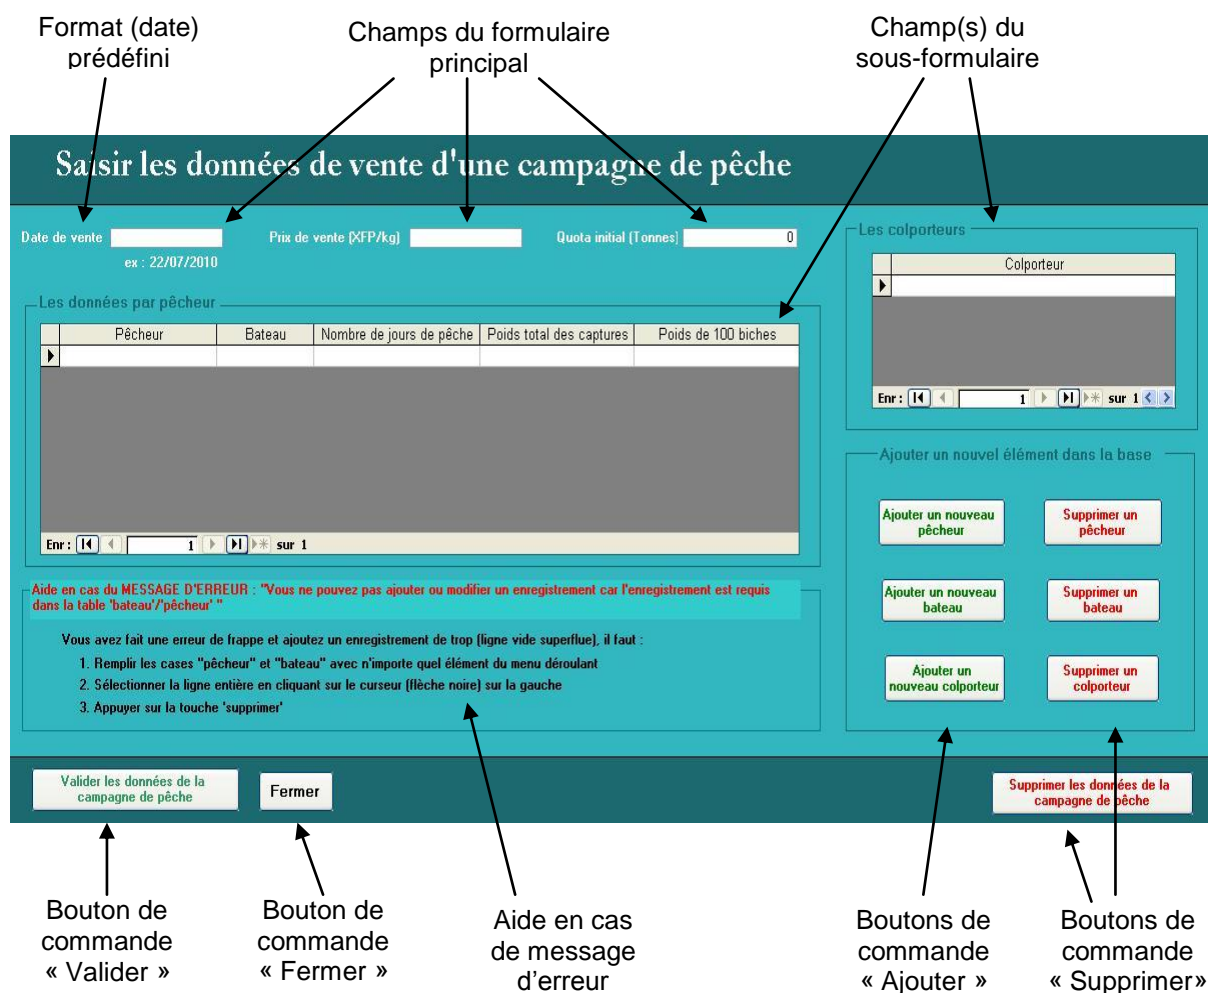 Format (date)
prédéfini
Champs du formulaire
principal
Champ(s) du
sous-formulaire
Saisir les données de vente d'une campagne de pêche
Date de vente
ex : 22/07/2010
Prix de vente (XFP/kg)
Quota initial (Tonnes)
0
Les colporteurs
Colporteur
Enr : 1 sur 1
Les données par pêcheur
Pêcheur Bateau Nombre de jours de pêche Poids total des captures Poids de 100 biches
Enr : 1 sur 1
Ajouter un nouvel élément dans la base
Ajouter un nouveau
pêcheur
Supprimer un
pêcheur
Ajouter un nouveau
bateau
Supprimer un
bateau
Ajouter un
nouveau colporteur
Supprimer un
colporteur
Aide en cas du MESSAGE D'ERREUR : "Vous ne pouvez pas ajouter ou modifier un enregistrement car l'enregistrement est requis
dans la table 'bateau'/'pêcheur' "
Vous avez fait une erreur de frappe et ajoutez un enregistrement de trop (ligne vide superflue), il faut :
1. Remplir les cases "pêcheur" et "bateau" avec n'importe quel élément du menu déroulant
2. Sélectionner la ligne entière en cliquant sur le curseur (flèche noire) sur la gauche
3. Appuyer sur la touche 'supprimer'
Valider les données de la
campagne de pêche
Fermer
Supprimer les données de la
campagne de pêche
Bouton de
commande
« Valider »
Bouton de
commande
« Fermer »
Aide en cas
de message
d'erreur
Boutons de
commande
« Ajouter »
Boutons de
commande
« Supprimer»